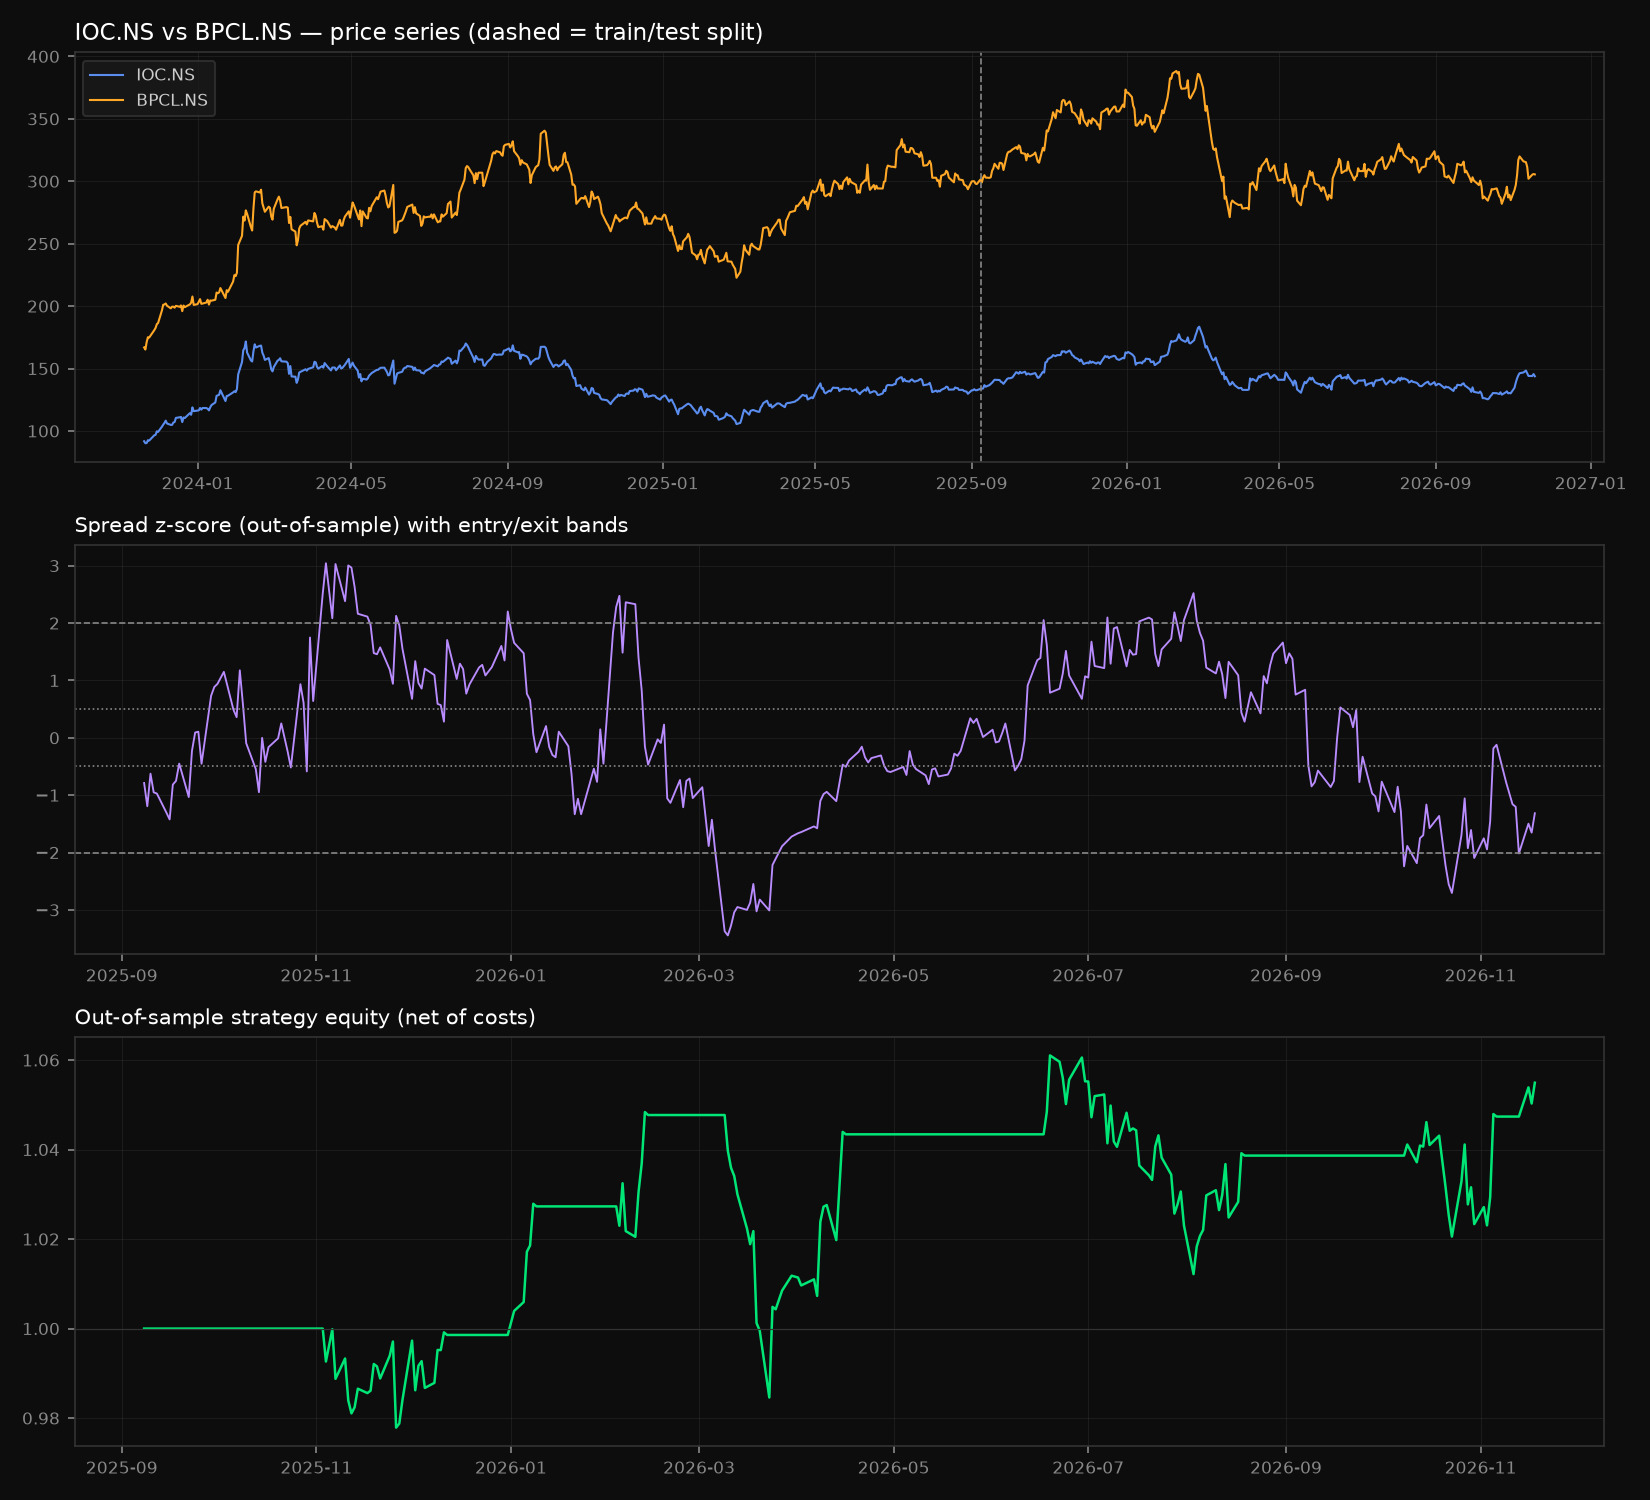 IOC.NS vs BPCL.NS — price series (dashed = train/test split)
400
350
300
250
200
150
100
IOC.NS
BPCL.NS
2024-01 2024-05 2024-09 2025-01 2025-05 2025-09 2026-01 2026-05 2026-09 2027-01
Spread z-score (out-of-sample) with entry/exit bands
3
2
1
0
−1
−2
−3
2025-09 2025-11 2026-01 2026-03 2026-05 2026-07 2026-09 2026-11
Out-of-sample strategy equity (net of costs)
1.06
1.04
1.02
1.00
0.98
2025-09 2025-11 2026-01 2026-03 2026-05 2026-07 2026-09 2026-11